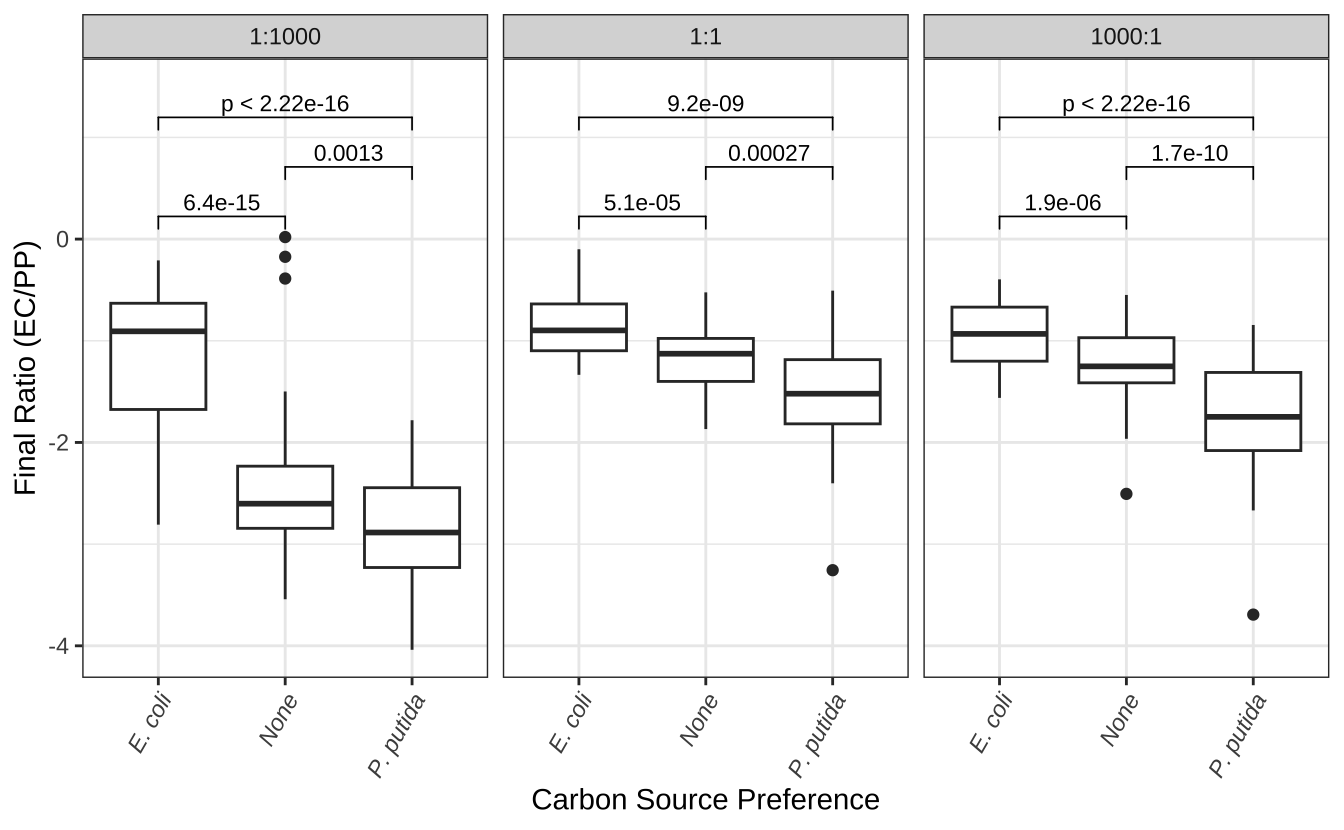 1:1000
1:1
1000:1
p < 2.22e-16
0.0013
6.4e-15
9.2e-09
0.00027
5.1e-05
p < 2.22e-16
1.7e-10
1.9e-06
Final Ratio (EC/PP)
0
-2
-4
E. coli
None
P. putida
E. coli
None
P. putida
E. coli
None
P. putida
Carbon Source Preference